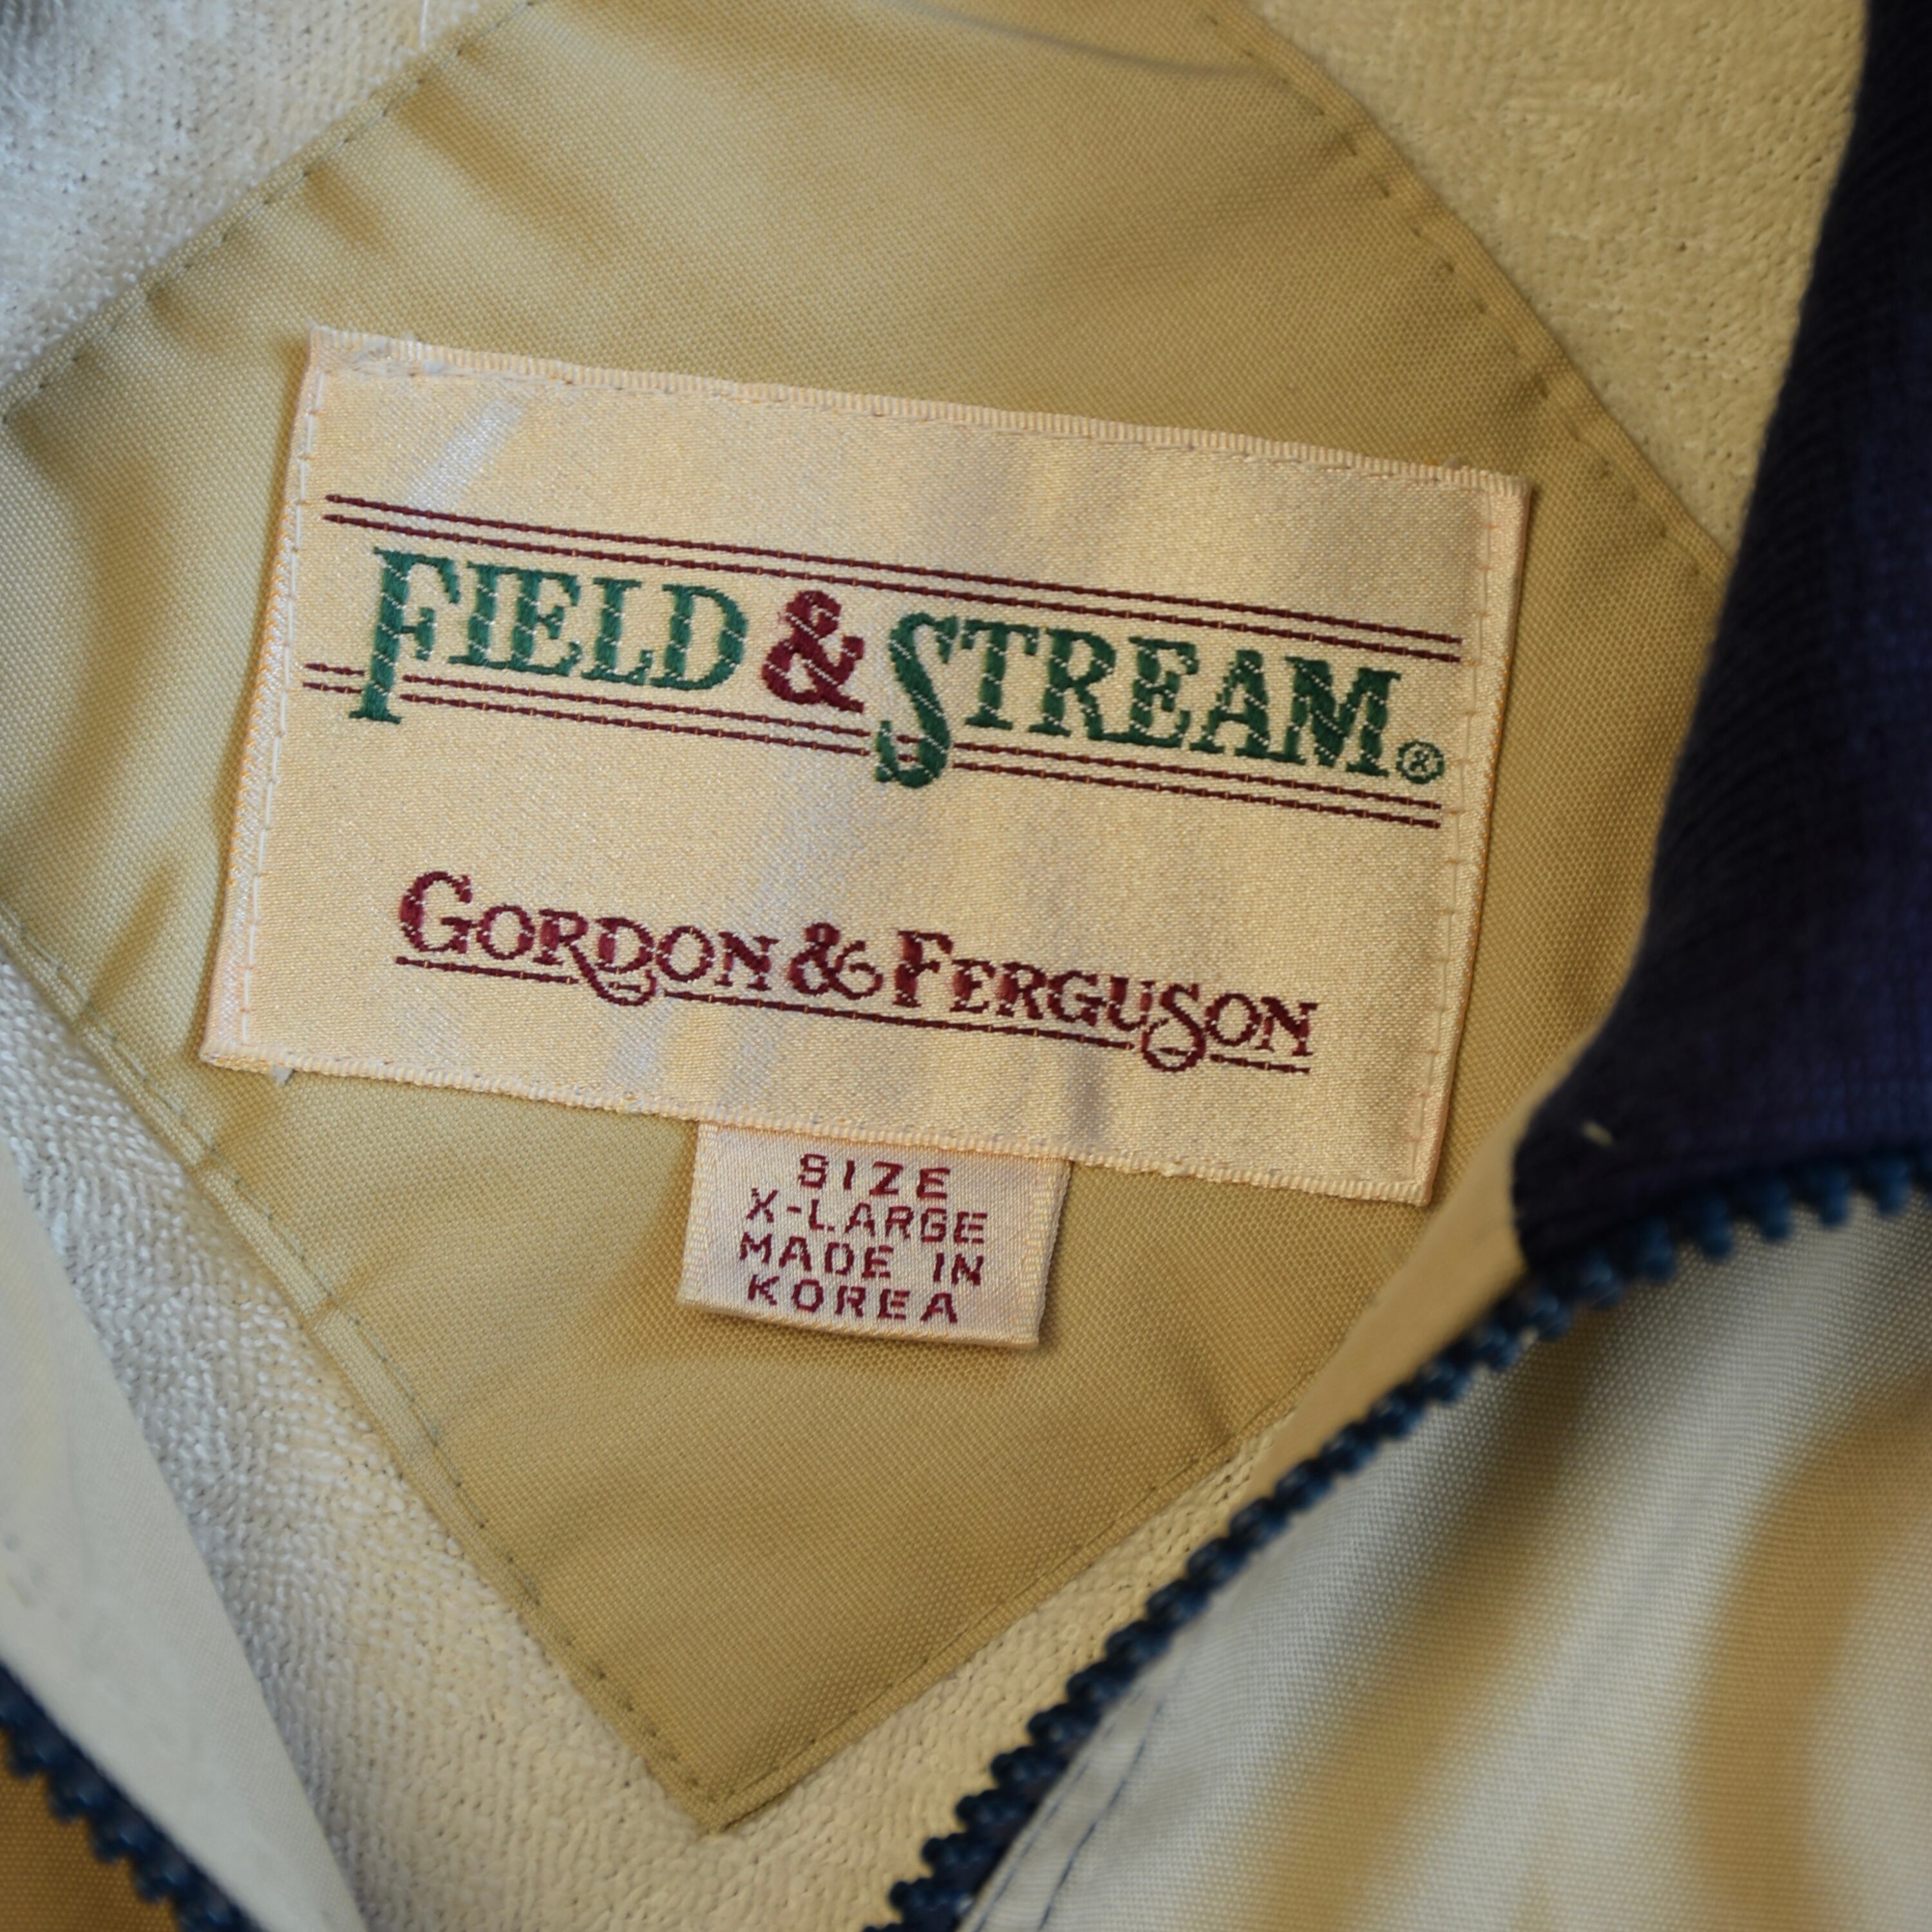 FIELD & STREAM®
GORDON & FERGUSON
SIZE
X-LARGE
MADE IN
KOREA